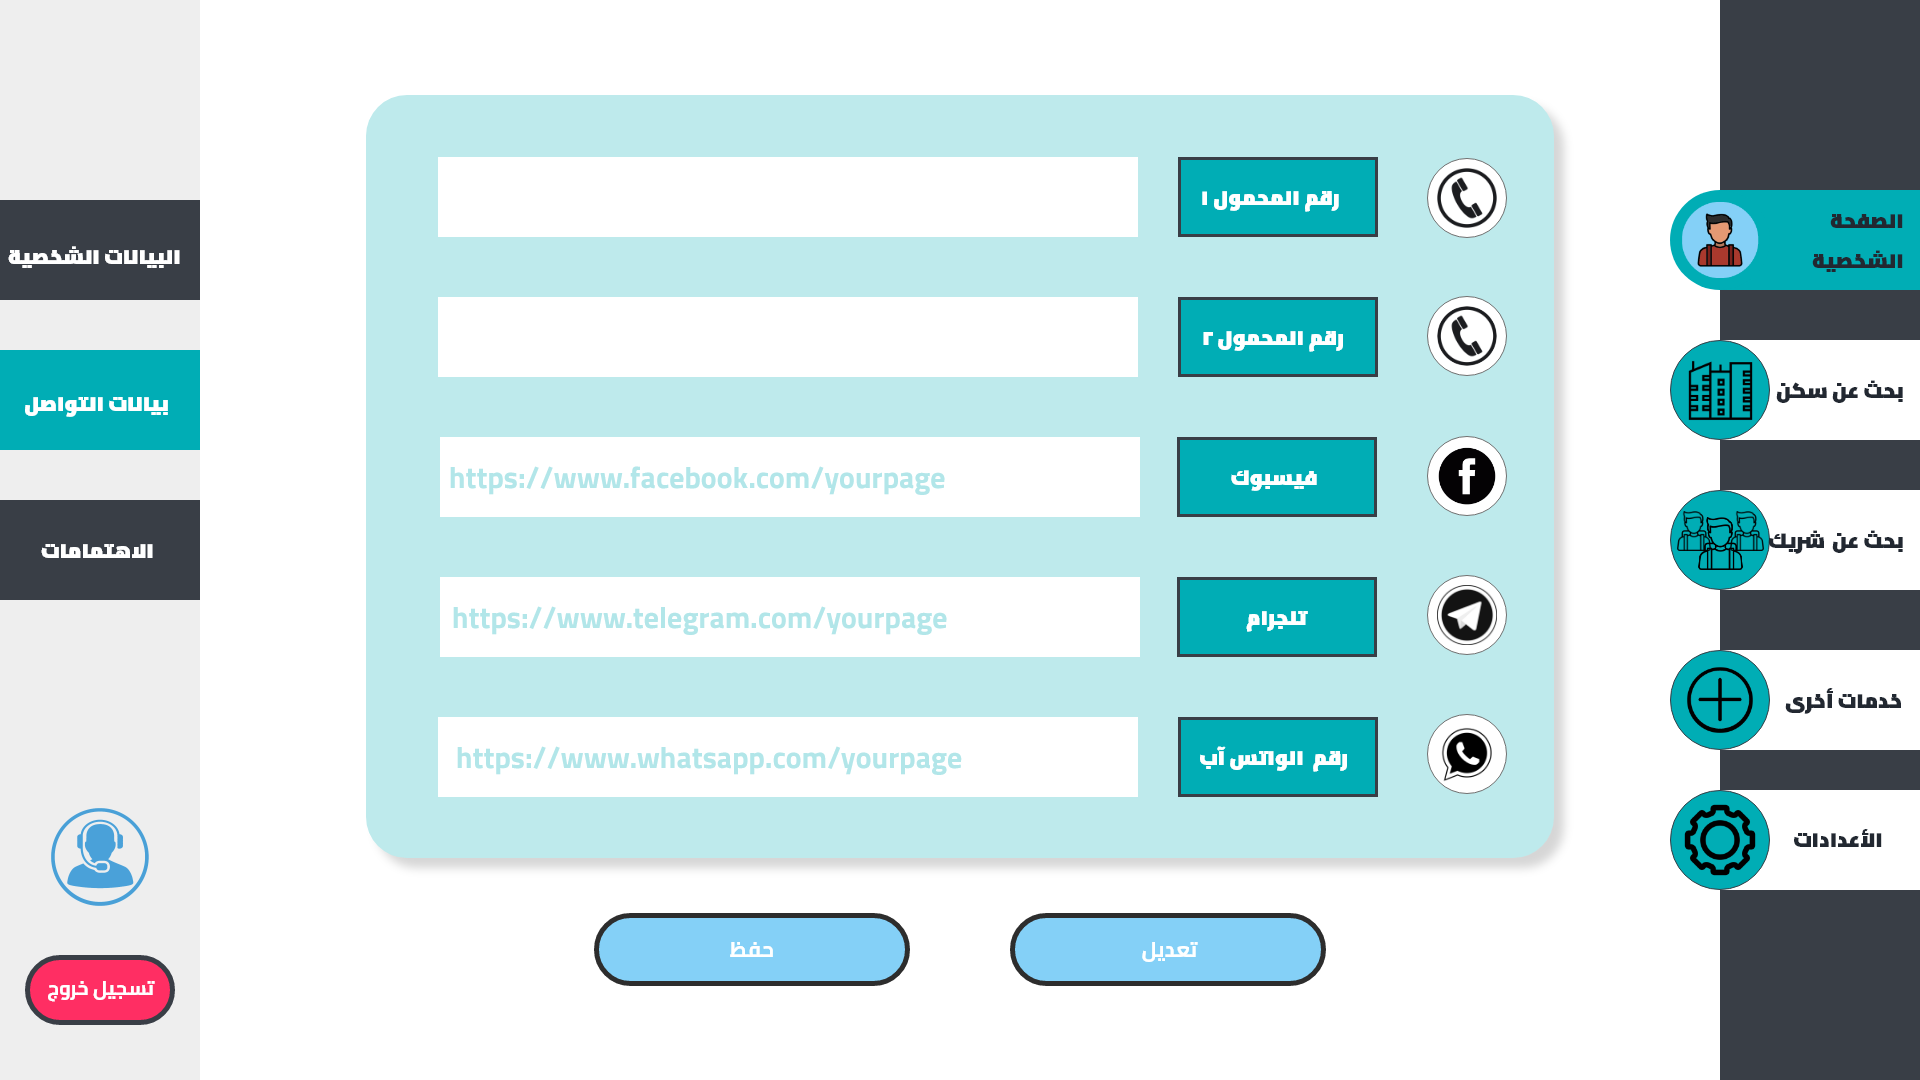 الصفحة
الشخصية
بحث عن سكن
بحث عن شريك
خدمات أخرى
الأعدادات
رقم المحمول ١
رقم المحمول ٢
فيسبوك
https://www.facebook.com/yourpage
تلجرام
https://www.telegram.com/yourpage
رقم الواتس آب
https://www.whatsapp.com/yourpage
تعديل
حفظ
البيانات الشخصية
بيانات التواصل
الاهتمامات
تسجيل خروج